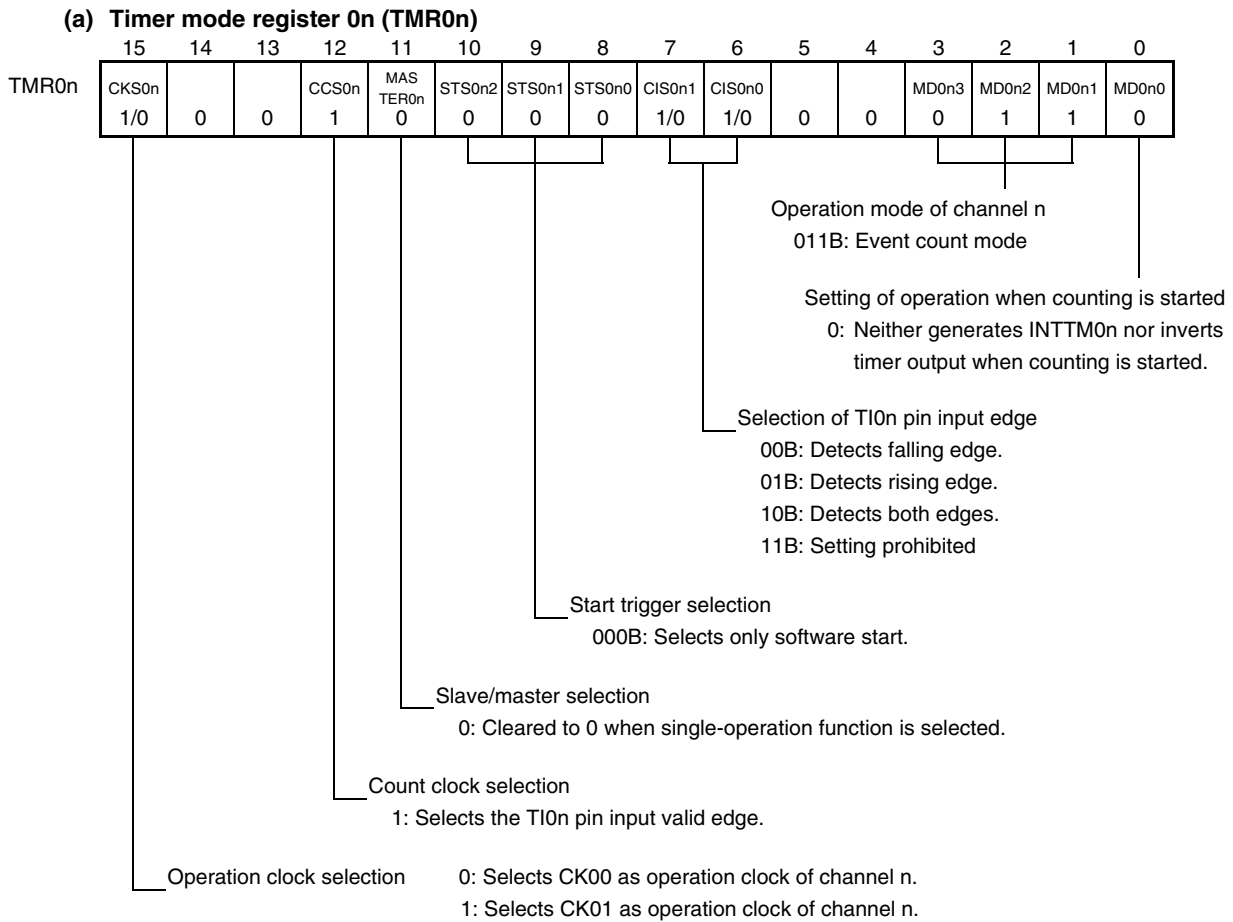 (a) Timer mode register 0n (TMR0n)
15 14 13 12 11 10 9 8 7 6 5 4 3 2 1 0
TMR0n CKS0n CCS0n MAS TER0n STS0n2 STS0n1 STS0n0 CIS0n1 CIS0n0 MD0n3 MD0n2 MD0n1 MD0n0
1/0 0 0 1 0 0 0 0 1/0 1/0 0 0 0 1 1 0
Operation mode of channel n
011B: Event count mode
Setting of operation when counting is started
0: Neither generates INTTM0n nor inverts
timer output when counting is started.
Selection of TI0n pin input edge
00B: Detects falling edge.
01B: Detects rising edge.
10B: Detects both edges.
11B: Setting prohibited
Start trigger selection
000B: Selects only software start.
Slave/master selection
0: Cleared to 0 when single-operation function is selected.
Count clock selection
1: Selects the TI0n pin input valid edge.
Operation clock selection 0: Selects CK00 as operation clock of channel n.
1: Selects CK01 as operation clock of channel n.